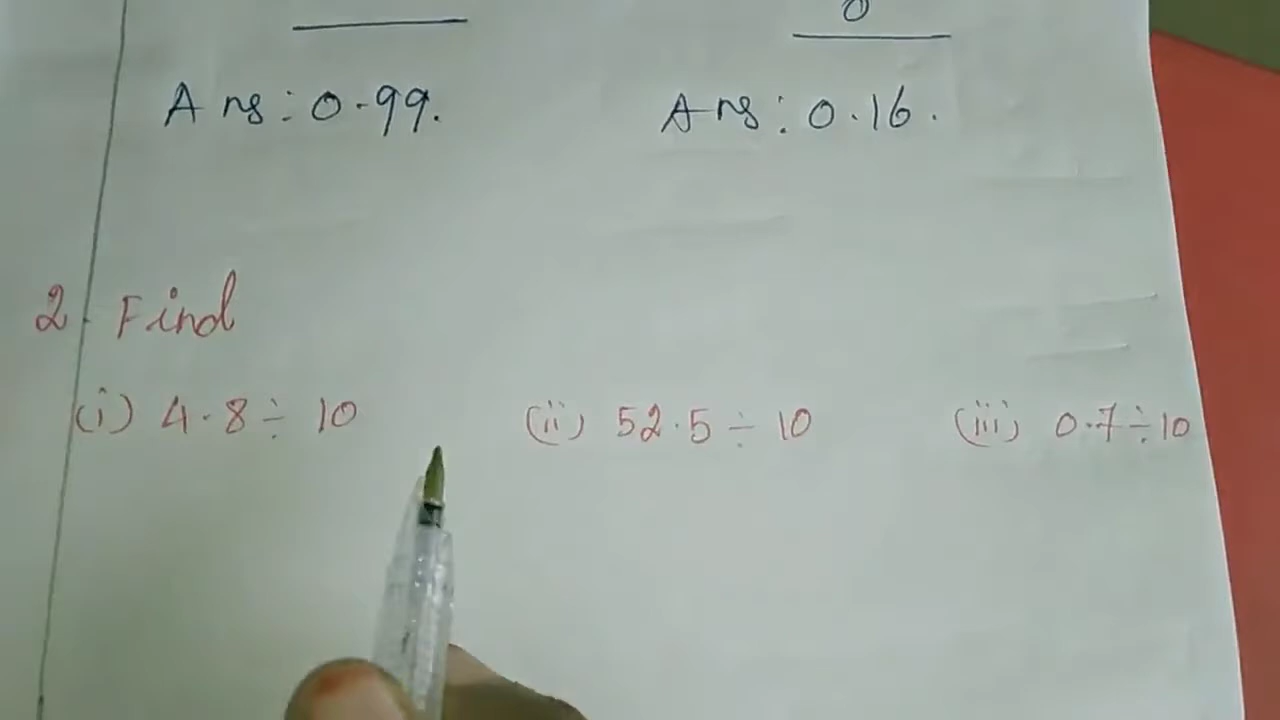 0
Ans: 0.99.
Ans: 0.16.
2. Find
(i) 4.8 ÷ 10
(ii) 52.5 ÷ 10
(iii) 0.7 ÷ 10